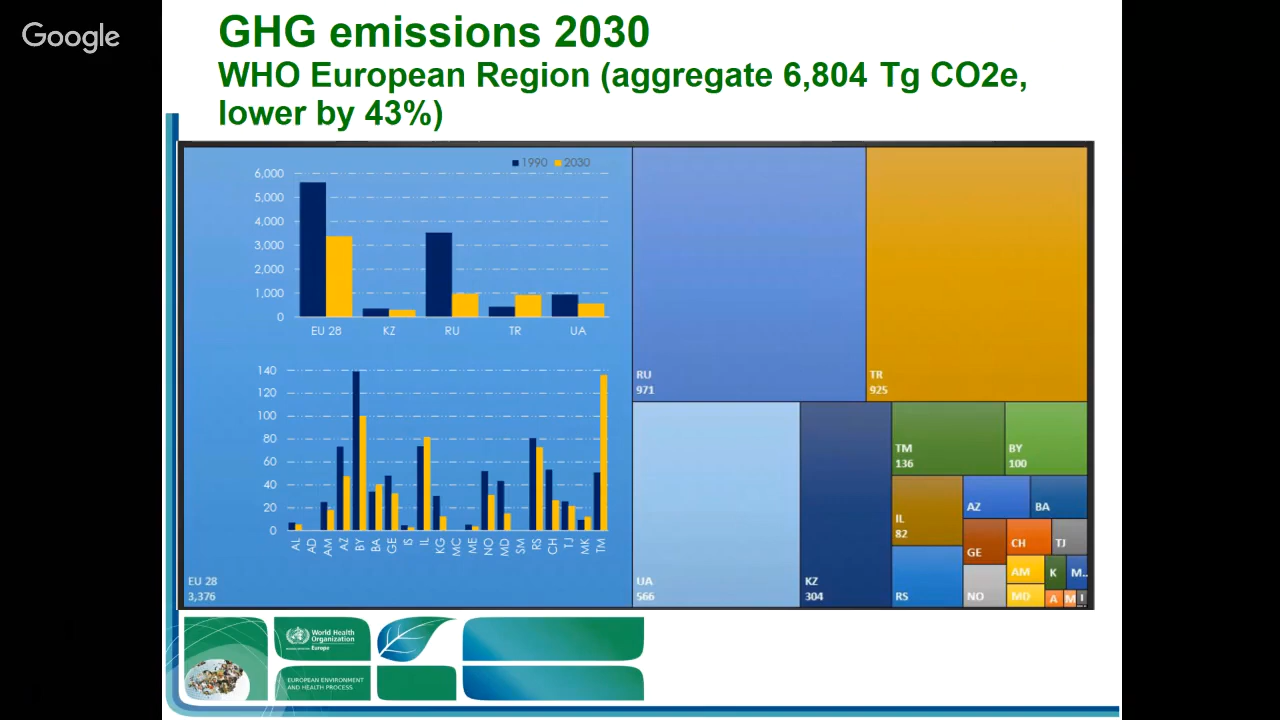 Google
GHG emissions 2030
WHO European Region (aggregate 6,804 Tg CO2e,
lower by 43%)
1990 2030
6,000
5,000
4,000
3,000
2,000
1,000
0
EU 28 KZ RU TR UA
140
120
100
80
60
40
20
0
AL AD AM AZ BY BA GE IS IL KG MC ME NO MD SM RS CH TJ MK TM
EU 28
3,376
RU
971
TR
925
UA
566
KZ
304
TM
136
BY
100
IL
82
AZ
BA
RS
GE
CH
TJ
NO
AM
K
M..
MD
A
M
I
World Health
Organization
Europe
EUROPEAN ENVIRONMENT
AND HEALTH PROCESS